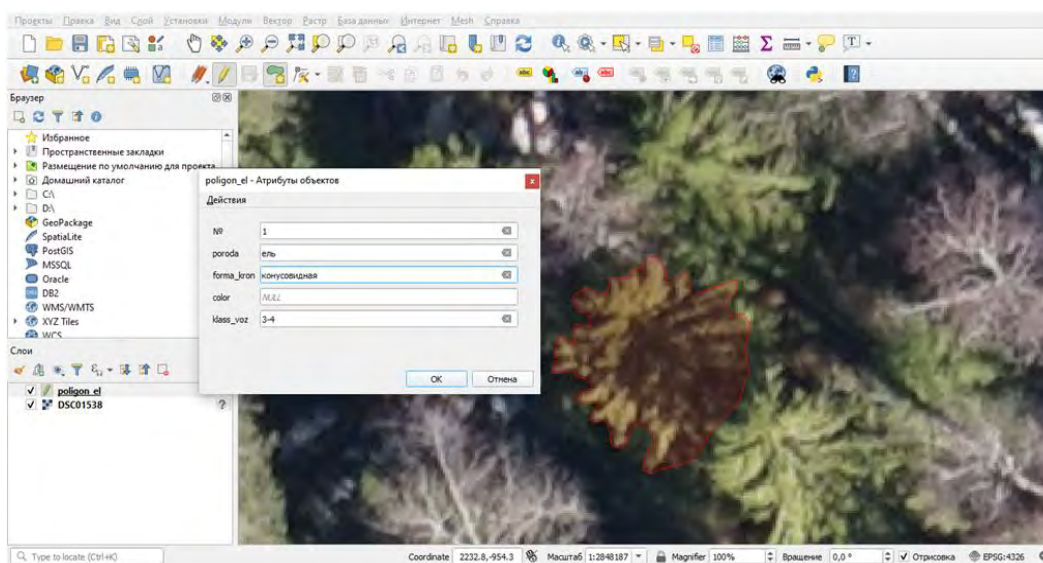 Проекты Правка Вид Слой Установки Модули Вектор Растр Базы данных Интернет Mesh Справка
Браузер
Избранное
Пространственные закладки
Размещение по умолчанию для проекта
Домашний каталог
C:\
D:\
GeoPackage
SpatiaLite
PostGIS
MSSQL
Oracle
DB2
WMS/WMTS
XYZ Tiles
WCS
poligon_el - Атрибуты объектов
Действия
№ 1
poroda ель
forma_kron конусовидная
color NULL
klass_voz 3-4
OK Отмена
Слои
poligon_el
DSC01538 ?
Type to locate (Ctrl+K) Coordinate 2232.8,-954.3 Масштаб 1:2848187 Magnifier 100% Вращение 0,0 ° Отрисовка EPSG:4326